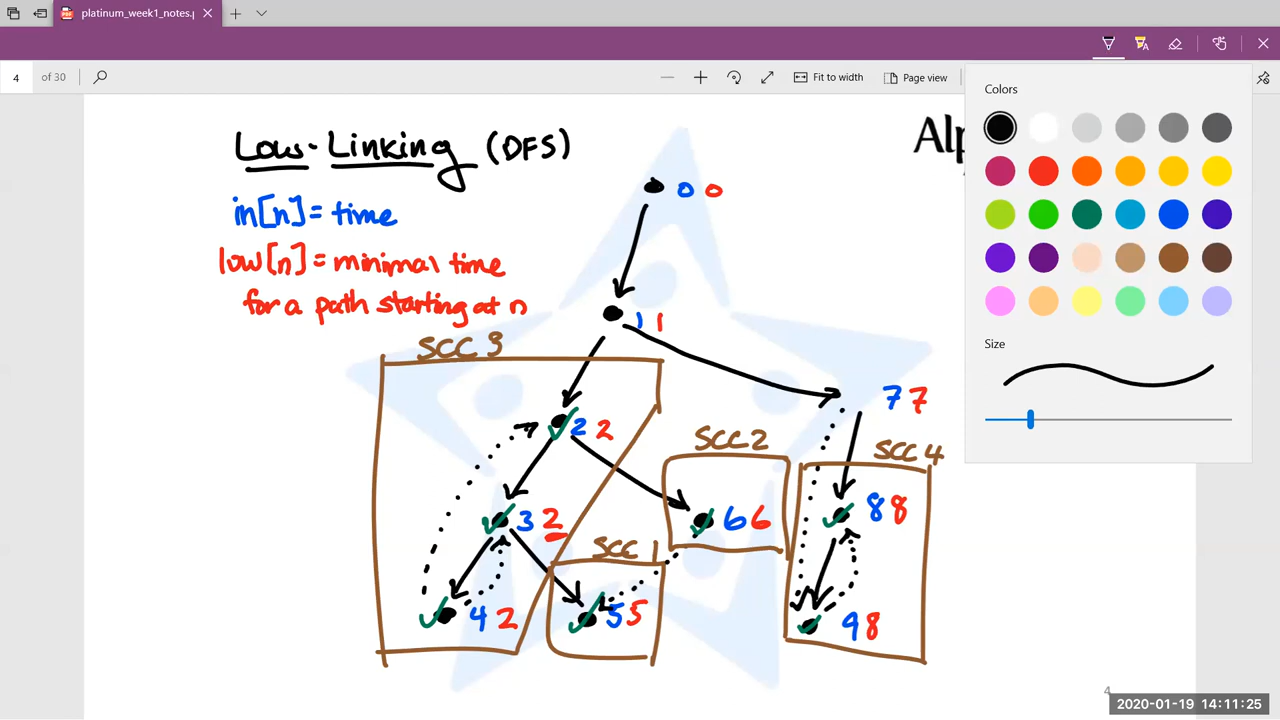 platinum_week1_notes.p
4 of 30
Fit to width
Page view
Colors
Size
Low-Linking (DFS)
in[n] = time
low[n] = minimal time
for a path starting at n
Alp
0 0
1 1
SCC 3
2 2
7 7
SCC 2
SCC 4
3 2
6 6
8 8
SCC 1
4 2
5 5
9 8
4
2020-01-19 14:11:25